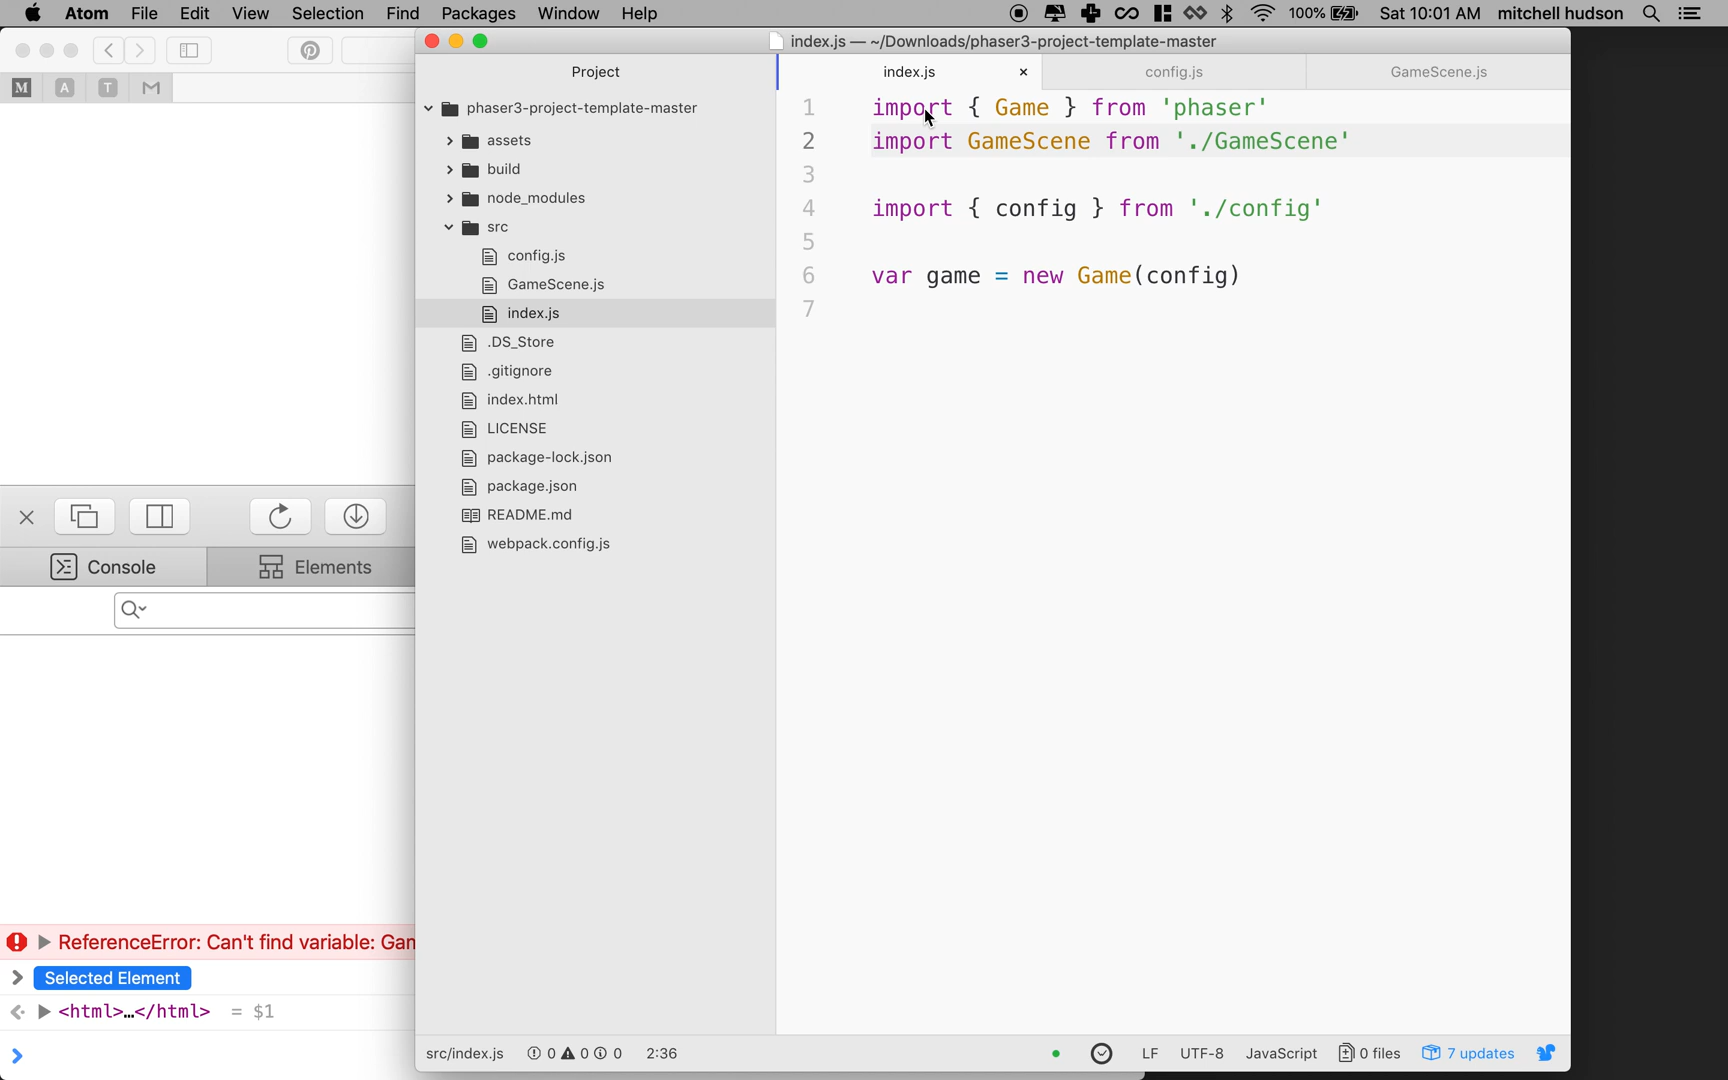 Atom File Edit View Selection Find Packages Window Help 100% Sat 10:01 AM mitchell hudson
index.js — ~/Downloads/phaser3-project-template-master
M A T M
Project
index.js × config.js GameScene.js
phaser3-project-template-master
assets
build
node_modules
src
config.js
GameScene.js
index.js
.DS_Store
.gitignore
index.html
LICENSE
package-lock.json
package.json
README.md
webpack.config.js
1 import { Game } from 'phaser'
2 import GameScene from './GameScene'
3
4 import { config } from './config'
5
6 var game = new Game(config)
7
Console Elements
ReferenceError: Can't find variable: Gam
Selected Element
<html>…</html> = $1
src/index.js 0 0 0 2:36 LF UTF-8 JavaScript 0 files 7 updates